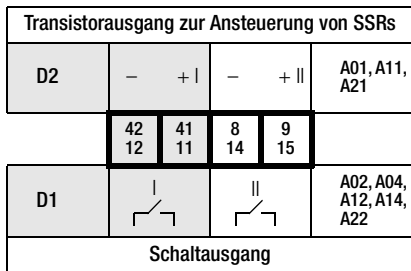 Transistorausgang zur Ansteuerung von SSRs
D2 – + I – + II A01, A11,
A21
42 41 8 9
12 11 14 15
D1 I II A02, A04,
A12, A14,
A22
Schaltausgang